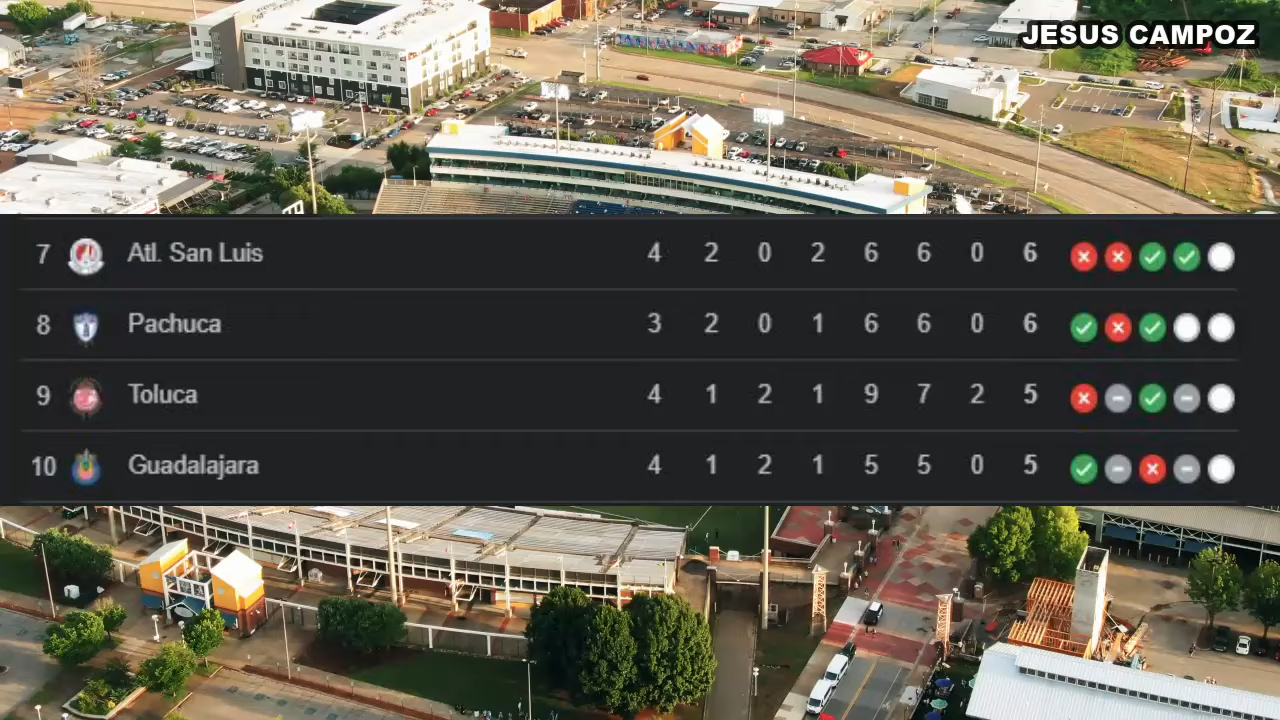 JESUS CAMPOZ
7 Atl. San Luis 4 2 0 2 6 6 0 6
8 Pachuca 3 2 0 1 6 6 0 6
9 Toluca 4 1 2 1 9 7 2 5
10 Guadalajara 4 1 2 1 5 5 0 5